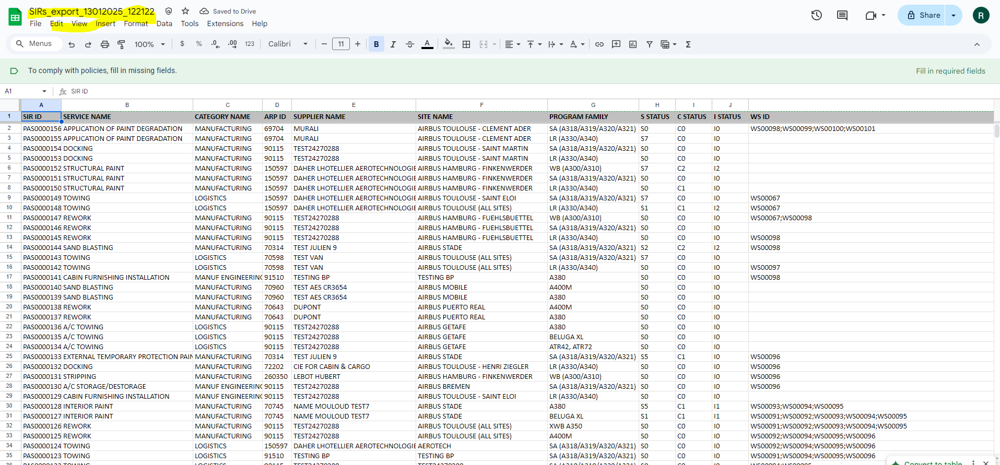 SIRs_export_13012025_122122 Saved to Drive
File Edit View Insert Format Data Tools Extensions Help
Share
R
Menus 100% $ % .0 .00 123 Calibri 11 B I A
To comply with policies, fill in missing fields. Fill in required fields
A1 fx SIR ID
A B C D E F G H I J
1 SIR ID SERVICE NAME CATEGORY NAME ARP ID SUPPLIER NAME SITE NAME PROGRAM FAMILY S STATUS C STATUS I STATUS WS ID
2 PAS0000156 APPLICATION OF PAINT DEGRADATION MANUFACTURING 69704 MURALI AIRBUS TOULOUSE - CLEMENT ADER SA (A318/A319/A320/A321) S0 C0 I0 WS00098;WS00099;WS00100;WS00101
3 PAS0000155 APPLICATION OF PAINT DEGRADATION MANUFACTURING 69704 MURALI AIRBUS TOULOUSE - CLEMENT ADER LR (A330/A340) S7 C0 I0
4 PAS0000154 DOCKING MANUFACTURING 90115 TEST24270288 AIRBUS TOULOUSE - SAINT MARTIN SA (A318/A319/A320/A321) S0 C0 I0
5 PAS0000153 DOCKING MANUFACTURING 90115 TEST24270288 AIRBUS TOULOUSE - SAINT MARTIN LR (A330/A340) S0 C0 I0
6 PAS0000152 STRUCTURAL PAINT MANUFACTURING 150597 DAHER LHOTELLIER AEROTECHNOLOGIE AIRBUS HAMBURG - FINKENWERDER WB (A300/A310) S7 C2 I2
7 PAS0000151 STRUCTURAL PAINT MANUFACTURING 150597 DAHER LHOTELLIER AEROTECHNOLOGIE AIRBUS HAMBURG - FINKENWERDER SA (A318/A319/A320/A321) S0 C0 I0
8 PAS0000150 STRUCTURAL PAINT MANUFACTURING 150597 DAHER LHOTELLIER AEROTECHNOLOGIE AIRBUS HAMBURG - FINKENWERDER LR (A330/A340) S0 C1 I0
9 PAS0000149 TOWING LOGISTICS 150597 DAHER LHOTELLIER AEROTECHNOLOGIE AIRBUS TOULOUSE - SAINT ELOI SA (A318/A319/A320/A321) S7 C0 I0 WS00067
10 PAS0000148 TOWING LOGISTICS 150597 DAHER LHOTELLIER AEROTECHNOLOGIE AIRBUS TOULOUSE (ALL SITES) LR (A330/A340) S1 C1 I2 WS00067
11 PAS0000147 REWORK MANUFACTURING 90115 TEST24270288 AIRBUS HAMBURG - FUEHLSBUETTEL WB (A300/A310) S0 C0 I0 WS00067;WS00098
12 PAS0000146 REWORK MANUFACTURING 90115 TEST24270288 AIRBUS HAMBURG - FUEHLSBUETTEL SA (A318/A319/A320/A321) S0 C0 I0
13 PAS0000145 REWORK MANUFACTURING 90115 TEST24270288 AIRBUS HAMBURG - FUEHLSBUETTEL LR (A330/A340) S0 C0 I0 WS00098
14 PAS0000144 SAND BLASTING MANUFACTURING 70314 TEST JULIEN 9 AIRBUS STADE SA (A318/A319/A320/A321) S2 C2 I2 WS00098
15 PAS0000143 TOWING LOGISTICS 70598 TEST VAN AIRBUS TOULOUSE (ALL SITES) SA (A318/A319/A320/A321) S7 C0 I0
16 PAS0000142 TOWING LOGISTICS 70598 TEST VAN AIRBUS TOULOUSE (ALL SITES) LR (A330/A340) S0 C0 I0 WS00097
17 PAS0000141 CABIN FURNISHING INSTALLATION MANUF ENGINEERING 91510 TESTING BP TESTING BP A380 S0 C0 I0 WS00098
18 PAS0000140 SAND BLASTING MANUFACTURING 70960 TEST AES CR3654 AIRBUS MOBILE A400M S0 C0 I0
19 PAS0000139 SAND BLASTING MANUFACTURING 70960 TEST AES CR3654 AIRBUS MOBILE A380 S0 C0 I0
20 PAS0000138 REWORK MANUFACTURING 70643 DUPONT AIRBUS PUERTO REAL A400M S0 C0 I0
21 PAS0000137 REWORK MANUFACTURING 70643 DUPONT AIRBUS PUERTO REAL A380 S0 C0 I0
22 PAS0000136 A/C TOWING LOGISTICS 90115 TEST24270288 AIRBUS GETAFE A380 S0 C0 I0
23 PAS0000135 A/C TOWING LOGISTICS 90115 TEST24270288 AIRBUS GETAFE BELUGA XL S0 C0 I0
24 PAS0000134 A/C TOWING LOGISTICS 90115 TEST24270288 AIRBUS GETAFE ATR42, ATR72 S0 C0 I0
25 PAS0000133 EXTERNAL TEMPORARY PROTECTION PAIN MANUFACTURING 70314 TEST JULIEN 9 AIRBUS STADE SA (A318/A319/A320/A321) S5 C1 I0 WS00096
26 PAS0000132 DOCKING MANUFACTURING 72202 CIE FOR CABIN & CARGO AIRBUS TOULOUSE - HENRI ZIEGLER LR (A330/A340) S0 C0 I0 WS00096
27 PAS0000131 STRIPPING MANUFACTURING 260350 LEBOT HUBERT AIRBUS HAMBURG - FINKENWERDER WB (A300/A310) S0 C0 I0 WS00096
28 PAS0000130 A/C STORAGE/DESTORAGE MANUF ENGINEERING 90115 TEST24270288 AIRBUS BREMEN SA (A318/A319/A320/A321) S0 C0 I0 WS00096
29 PAS0000129 CABIN FURNISHING INSTALLATION MANUF ENGINEERING 90115 TEST24270288 AIRBUS TOULOUSE - SAINT ELOI LR (A330/A340) S0 C0 I0
30 PAS0000128 INTERIOR PAINT MANUFACTURING 70745 NAME MOULOUD TEST7 AIRBUS STADE A380 S5 C1 I1 WS00093;WS00094;WS00095
31 PAS0000127 INTERIOR PAINT MANUFACTURING 70745 NAME MOULOUD TEST7 AIRBUS STADE BELUGA XL S1 C1 I1 WS00091;WS00092;WS00093;WS00094;WS00095
32 PAS0000126 REWORK MANUFACTURING 90115 TEST24270288 AIRBUS TOULOUSE (ALL SITES) XWB A350 S0 C0 I0 WS00091;WS00092;WS00093;WS00094;WS00095
33 PAS0000125 REWORK MANUFACTURING 90115 TEST24270288 AIRBUS TOULOUSE (ALL SITES) A400M S0 C0 I0 WS00092;WS00094;WS00095;WS00096
34 PAS0000124 TOWING LOGISTICS 150597 DAHER LHOTELLIER AEROTECHNOLOGIE AEROTECH SA (A318/A319/A320/A321) S0 C0 I0 WS00092;WS00094;WS00095;WS00096
35 PAS0000123 TOWING LOGISTICS 91510 TESTING BP TESTING BP SA (A318/A319/A320/A321) S0 C0 I0 WS00091;WS00094;WS00095;WS00096
Convert to table